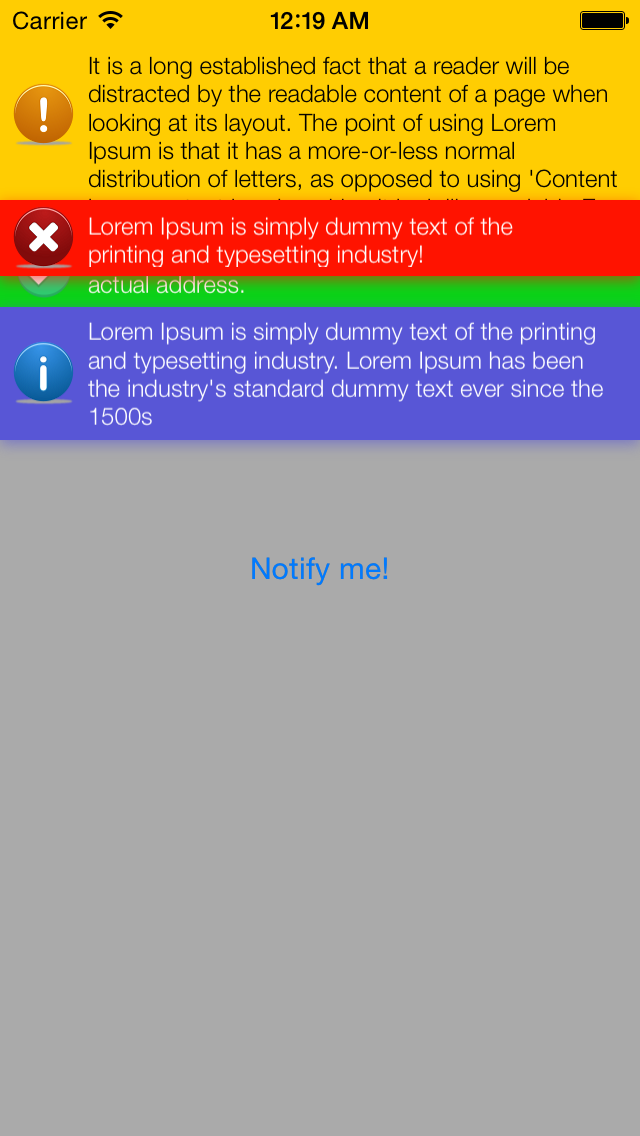 Carrier 12:19 AM
It is a long established fact that a reader will be
distracted by the readable content of a page when
looking at its layout. The point of using Lorem
Ipsum is that it has a more-or-less normal
distribution of letters, as opposed to using 'Content
Lorem Ipsum is simply dummy text of the
printing and typesetting industry!
actual address.
Lorem Ipsum is simply dummy text of the printing
and typesetting industry. Lorem Ipsum has been
the industry's standard dummy text ever since the
1500s
Notify me!